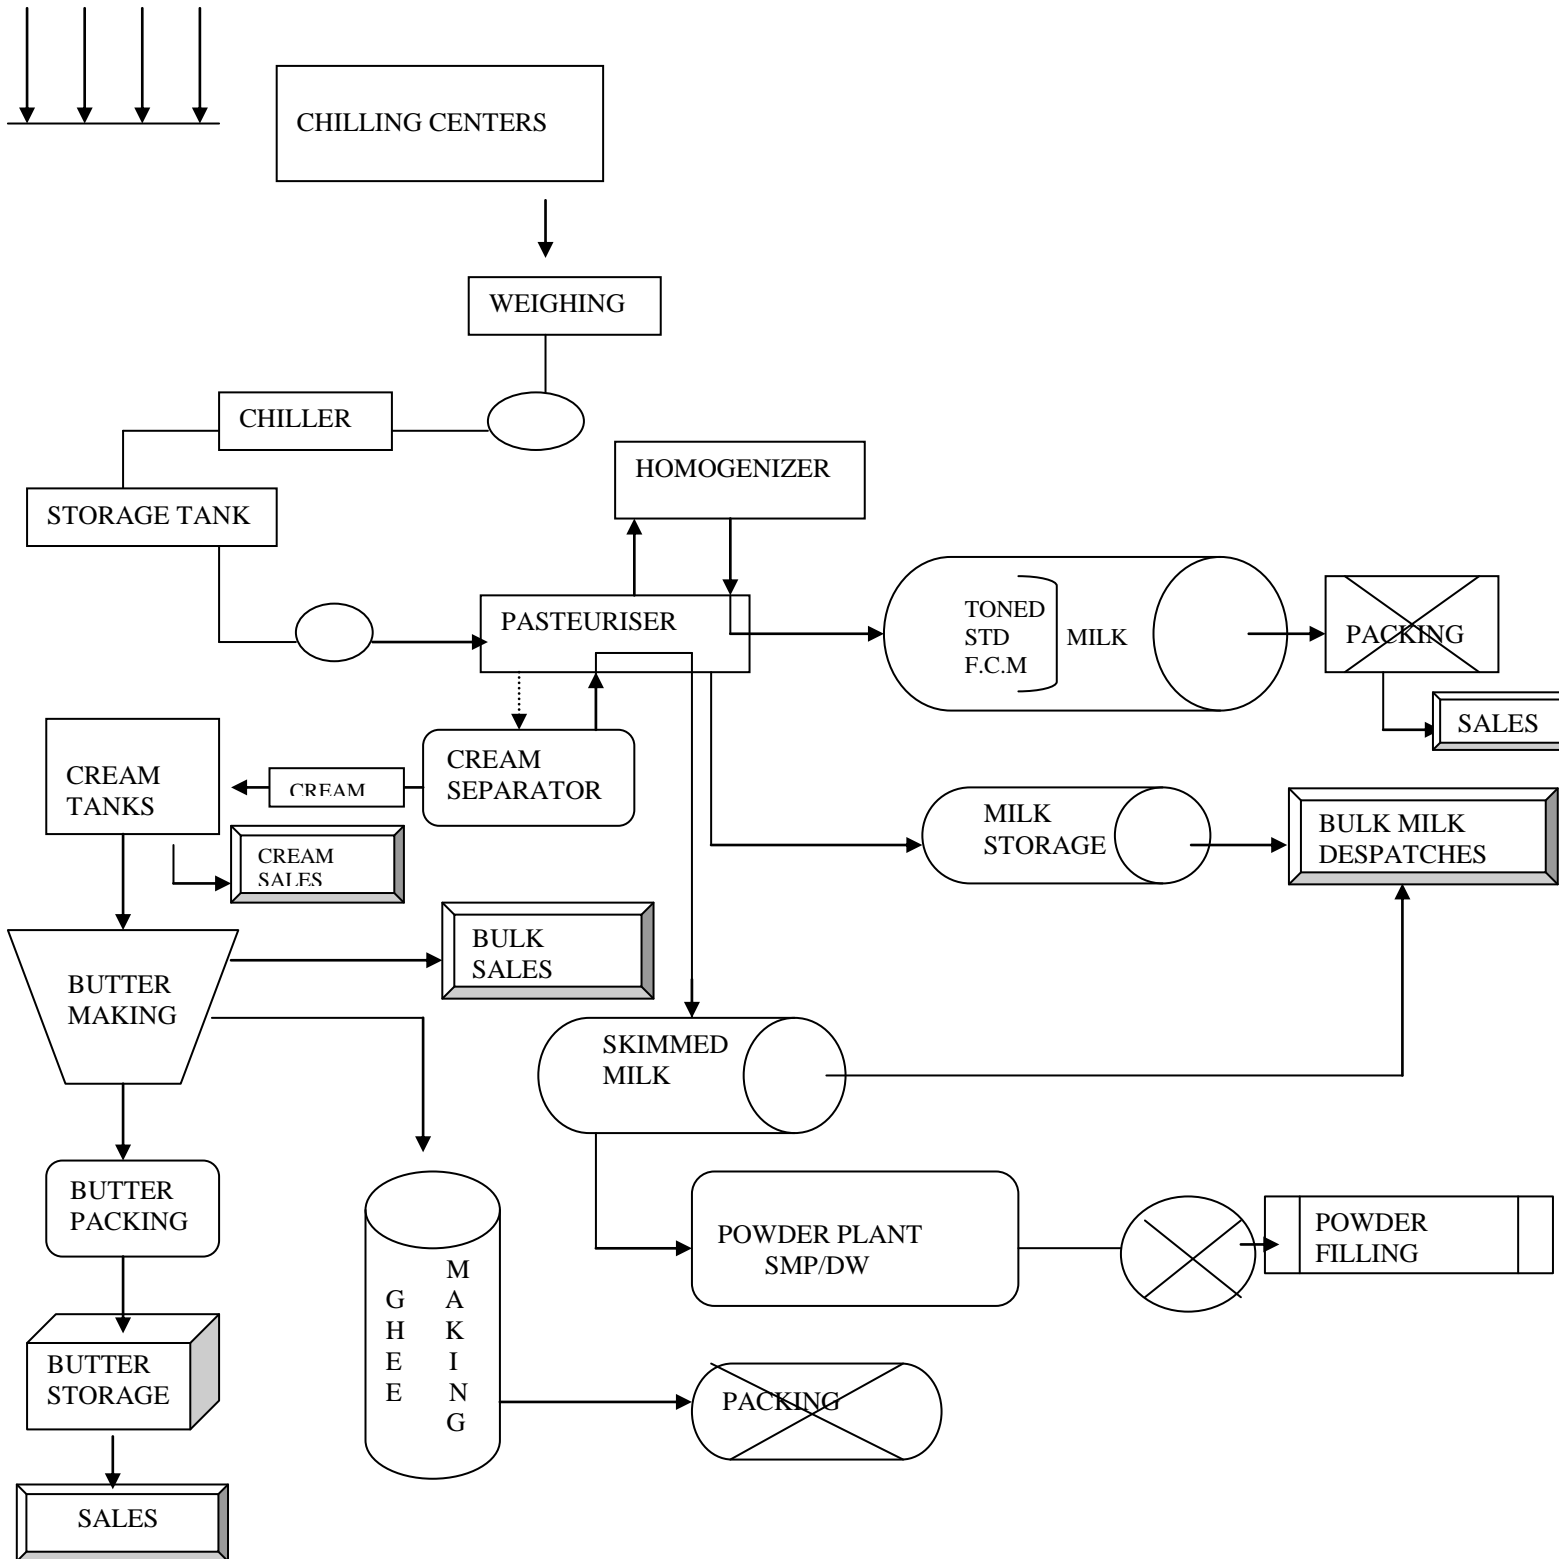 CHILLING CENTERS
WEIGHING
CHILLER
HOMOGENIZER
STORAGE TANK
PASTEURISER
TONED
STD
F.C.M
MILK
PACKING
SALES
CREAM
TANKS
CREAM
CREAM
SEPARATOR
MILK
STORAGE
BULK MILK
DESPATCHES
CREAM
SALES
BULK
SALES
BUTTER
MAKING
SKIMMED
MILK
BUTTER
PACKING
POWDER PLANT
SMP/DW
POWDER
FILLING
GHEE
MAKING
BUTTER
STORAGE
PACKING
SALES